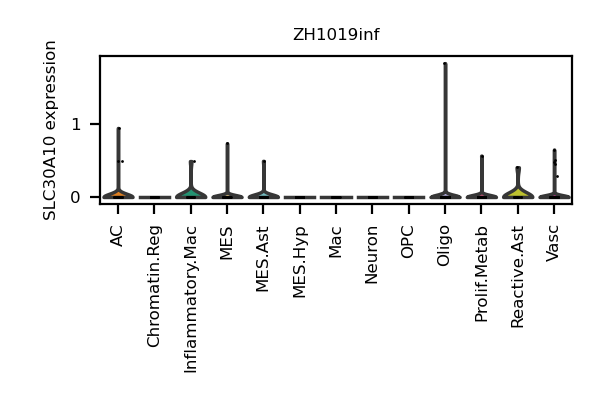 ZH1019inf
SLC30A10 expression
1
0
AC
Chromatin.Reg
Inflammatory.Mac
MES
MES.Ast
MES.Hyp
Mac
Neuron
OPC
Oligo
Prolif.Metab
Reactive.Ast
Vasc